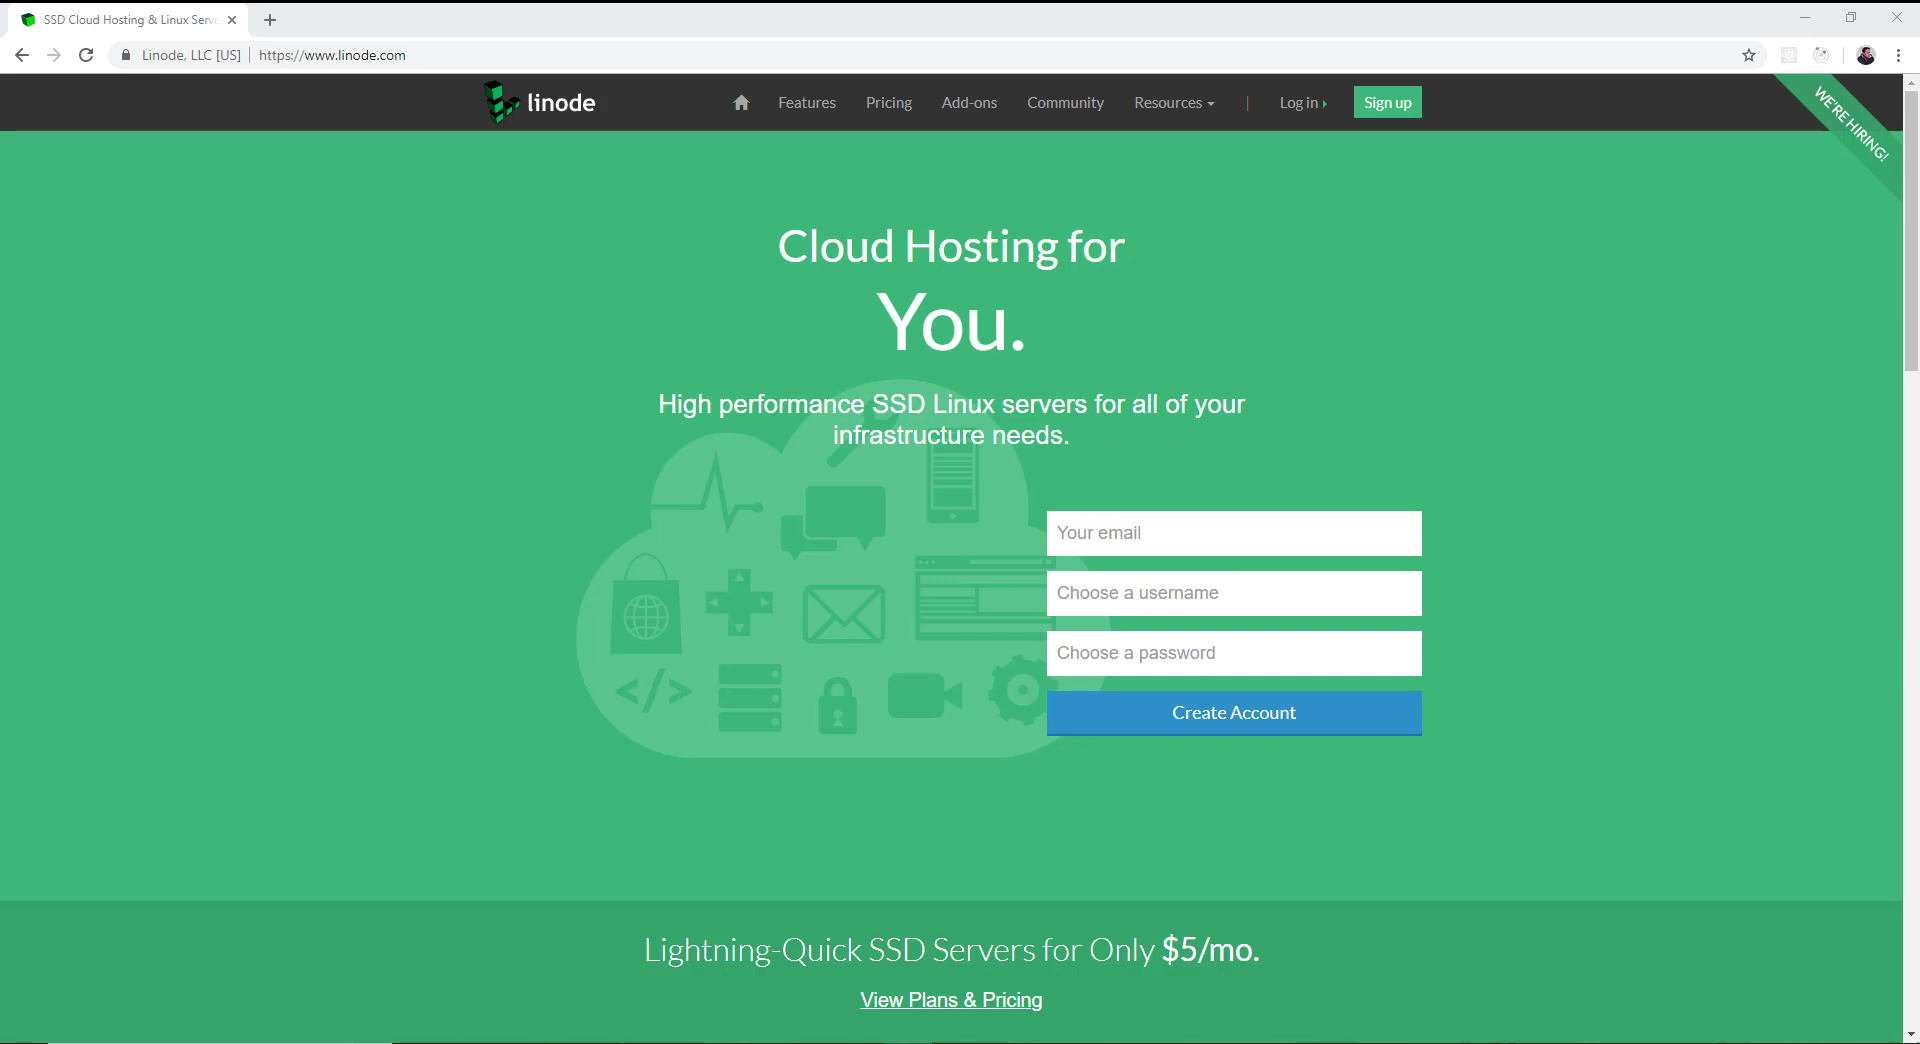 SSD Cloud Hosting & Linux Serve
Linode, LLC [US] | https://www.linode.com
linode
Features Pricing Add-ons Community Resources | Log in Sign up
WE'RE HIRING!
Cloud Hosting for
You.
High performance SSD Linux servers for all of your
infrastructure needs.
Your email
Choose a username
Choose a password
Create Account
Lightning-Quick SSD Servers for Only $5/mo.
View Plans & Pricing